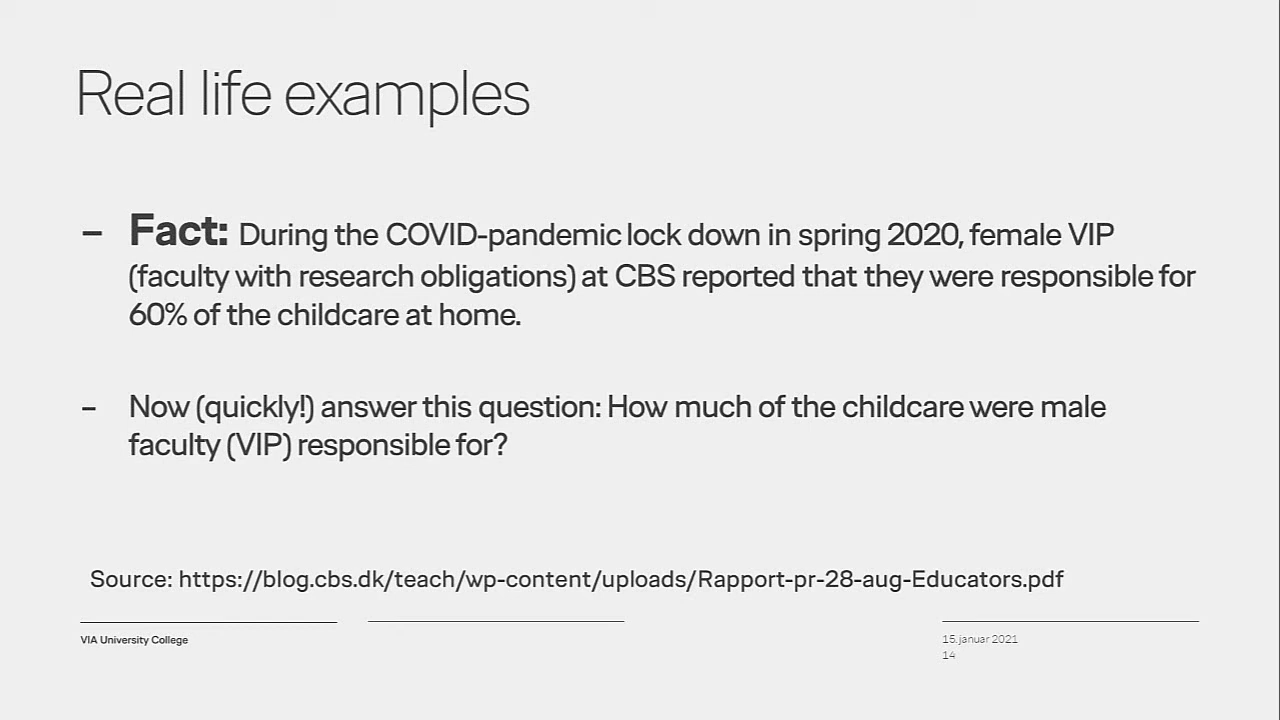 Real life examples
– Fact: During the COVID-pandemic lock down in spring 2020, female VIP
(faculty with research obligations) at CBS reported that they were responsible for
60% of the childcare at home.
– Now (quickly!) answer this question: How much of the childcare were male
faculty (VIP) responsible for?
Source: https://blog.cbs.dk/teach/wp-content/uploads/Rapport-pr-28-aug-Educators.pdf
VIA University College
15. januar 2021
14